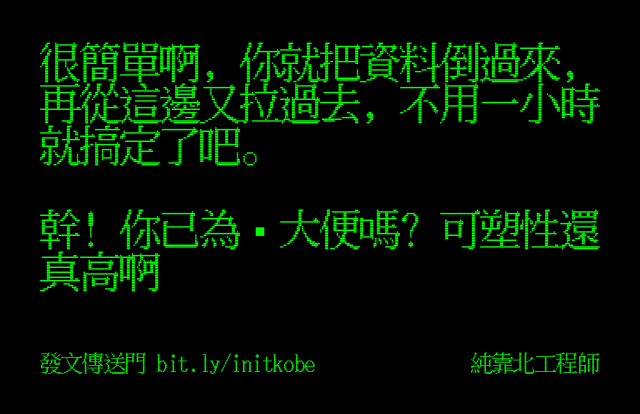 很簡單啊，你就把資料倒過來，
再從這邊又拉過去，不用一小時
就搞定了吧。
幹！你已為▪大便嗎？可塑性還
真高啊
發文傳送門 bit.ly/initkobe
純靠北工程師